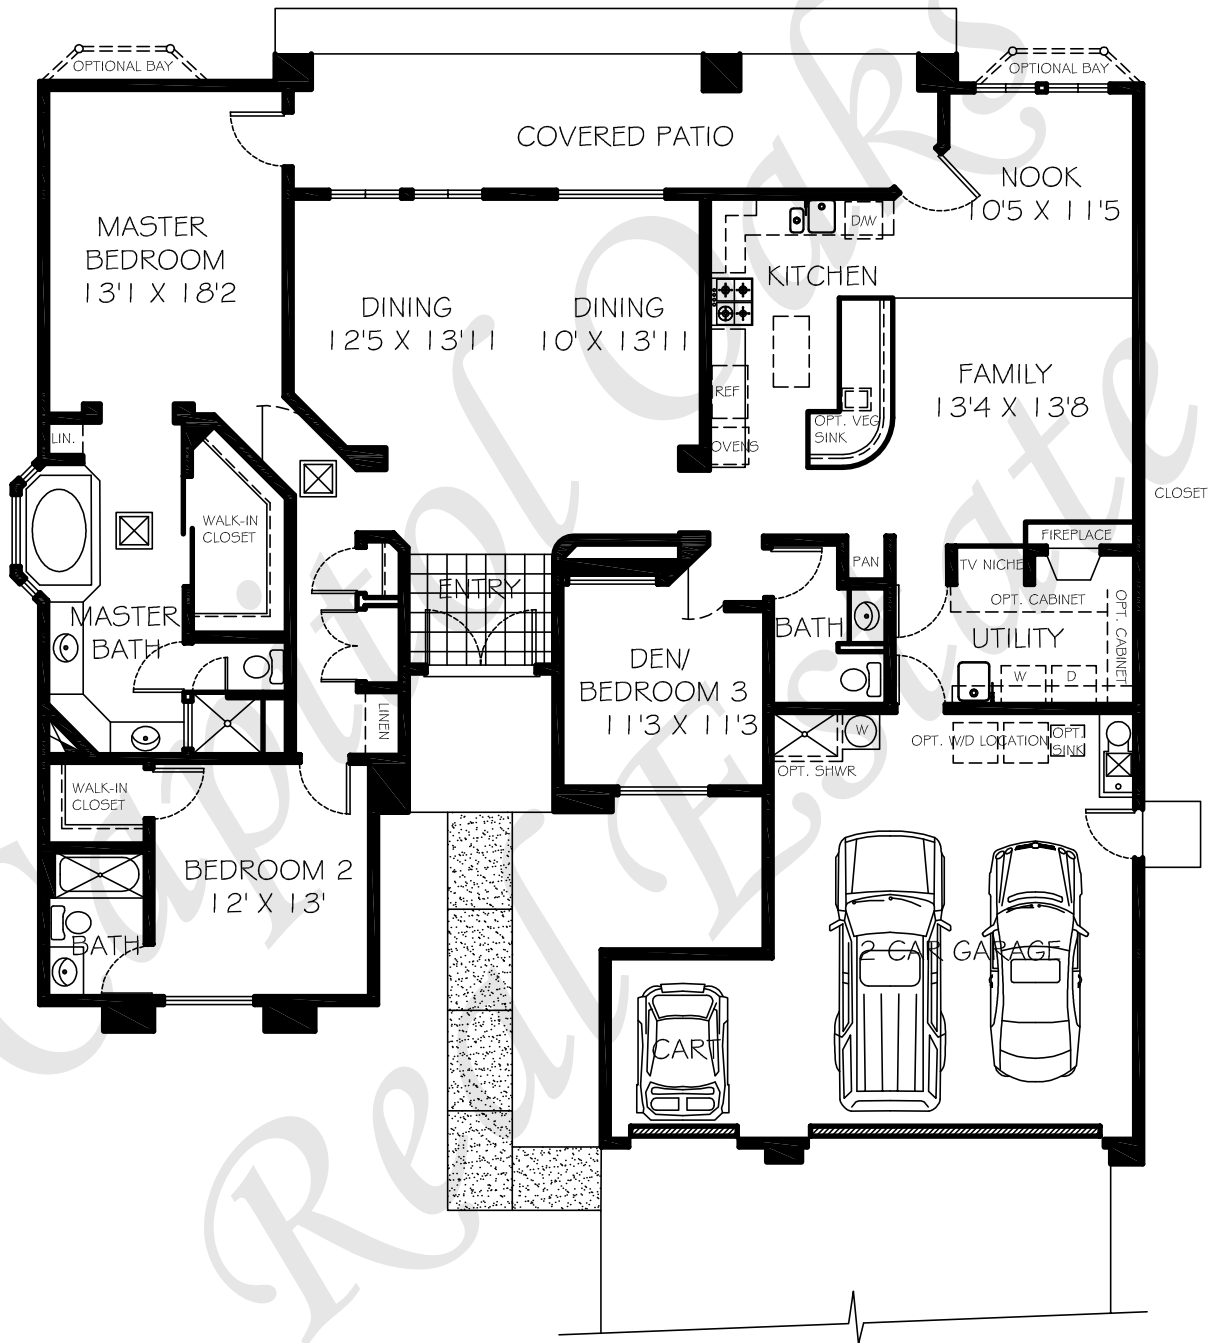 OPTIONAL BAY
OPTIONAL BAY
COVERED PATIO
NOOK
10'5 X 11'5
MASTER
BEDROOM
13'1 X 18'2
D/W
KITCHEN
DINING
12'5 X 13'11
DINING
10' X 13'11
FAMILY
13'4 X 13'8
REF
OPT. VEG
SINK
OVENS
LIN.
WALK-IN
CLOSET
CLOSET
FIREPLACE
PAN
TV NICHE
ENTRY
OPT. CABINET
OPT. CABINET
MASTER
BATH
BATH
UTILITY
DEN/
BEDROOM 3
11'3 X 11'3
W
D
LINEN
W
OPT. W/D LOCATION
OPT.
SINK
OPT. SHWR
WALK-IN
CLOSET
BEDROOM 2
12' X 13'
BATH
2 CAR GARAGE
CART
Capitol Oaks
Real Estate